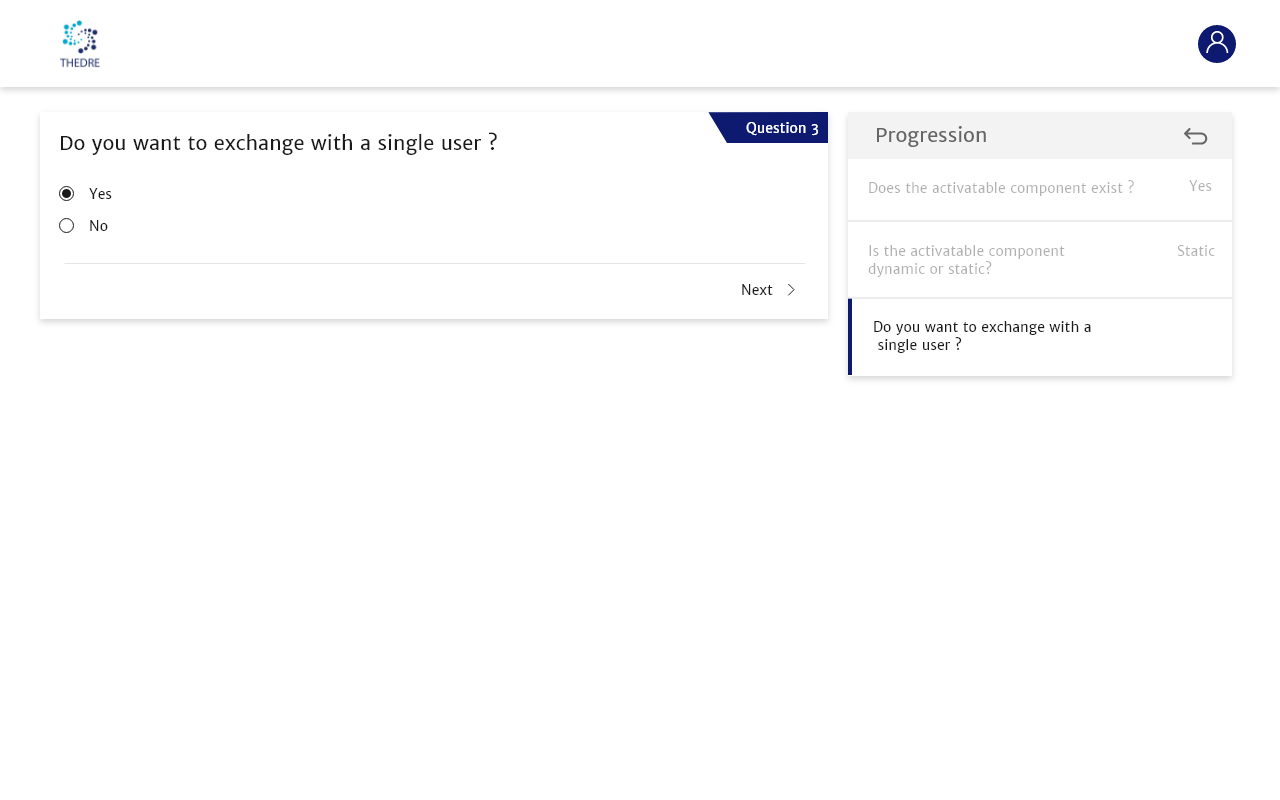 THEDRE
Do you want to exchange with a single user ?
Question 3
Yes
No
Next
Progression
Does the activatable component exist ?
Yes
Is the activatable component
dynamic or static?
Static
Do you want to exchange with a
single user ?